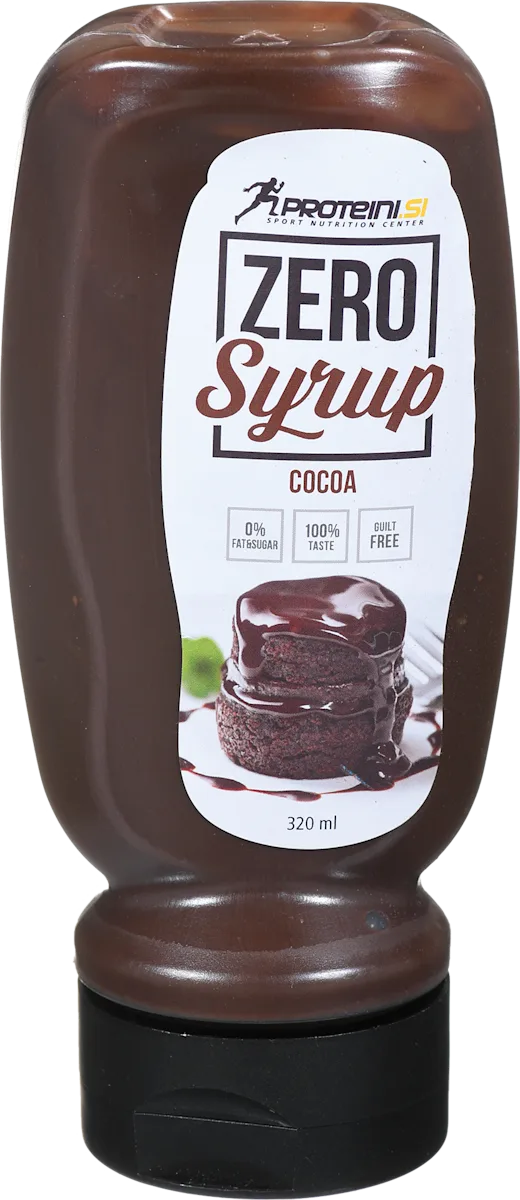 PROTEINI.SI
SPORT NUTRITION CENTER
ZERO
Syrup
COCOA
0%
FAT&SUGAR
100%
TASTE
GUILT
FREE
320 ml